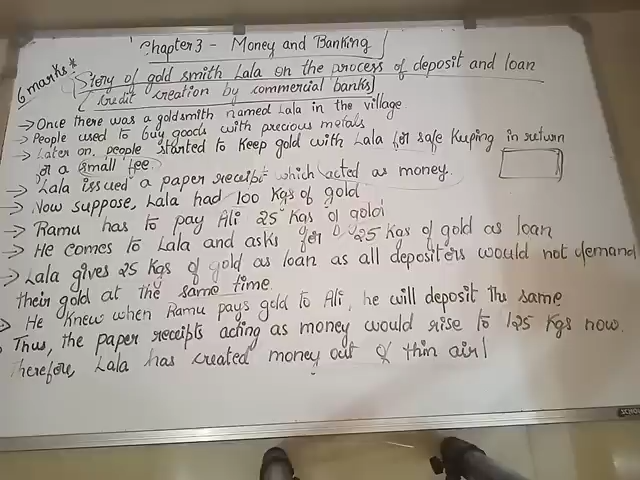 Chapter 3 - Money and Banking
6 marks*
Story of gold smith Lala on the process of deposit and loan
(credit creation by commercial banks)
→ Once there was a goldsmith named Lala in the village.
→ People used to buy goods with precious metals
→ Later on, people started to keep gold with Lala for safe keeping in return
of a small fee.
→ Lala issued a paper receipt which acted as money.
→ Now suppose, Lala had 100 Kgs of gold
→ Ramu has to pay Ali 25 Kgs of gold
→ He comes to Lala and asks for 25 Kgs of gold as loan
→ Lala gives 25 Kgs of gold as loan as all depositers would not demand
their gold at the same time.
→ He knew when Ramu pays gold to Ali, he will deposit the same
Thus, the paper receipts acting as money would rise to 125 Kgs now.
Therefore, Lala has created money out of thin air!